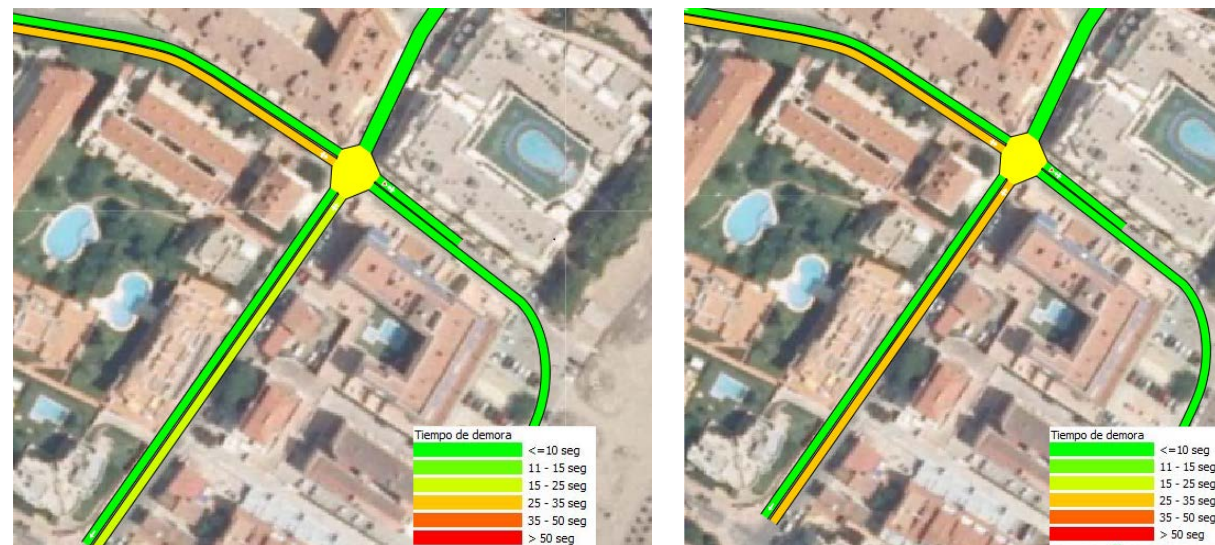 Tiempo de demora
<=10 seg
11 - 15 seg
15 - 25 seg
25 - 35 seg
35 - 50 seg
> 50 seg
Tiempo de demora
<=10 seg
11 - 15 seg
15 - 25 seg
25 - 35 seg
35 - 50 seg
> 50 seg